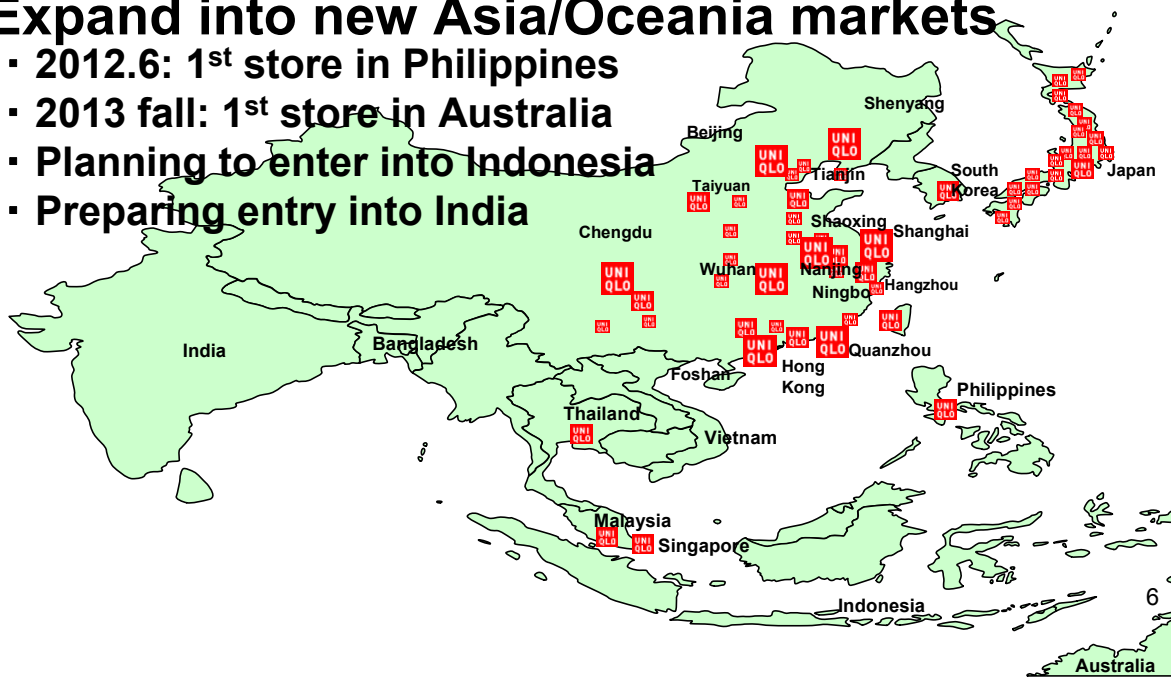 Expand into new Asia/Oceania markets
· 2012.6: 1st store in Philippines
· 2013 fall: 1st store in Australia
· Planning to enter into Indonesia
· Preparing entry into India
Shenyang
Beijing
Tianjin
South
Korea
Japan
Taiyuan
Chengdu
Shaoxing
Shanghai
Wuhan
Nanjing
Ningbo
Hangzhou
India
Bangladesh
Quanzhou
Foshan
Hong
Kong
Philippines
Thailand
Vietnam
Malaysia
Singapore
Indonesia
6
Australia
UNI
QLO